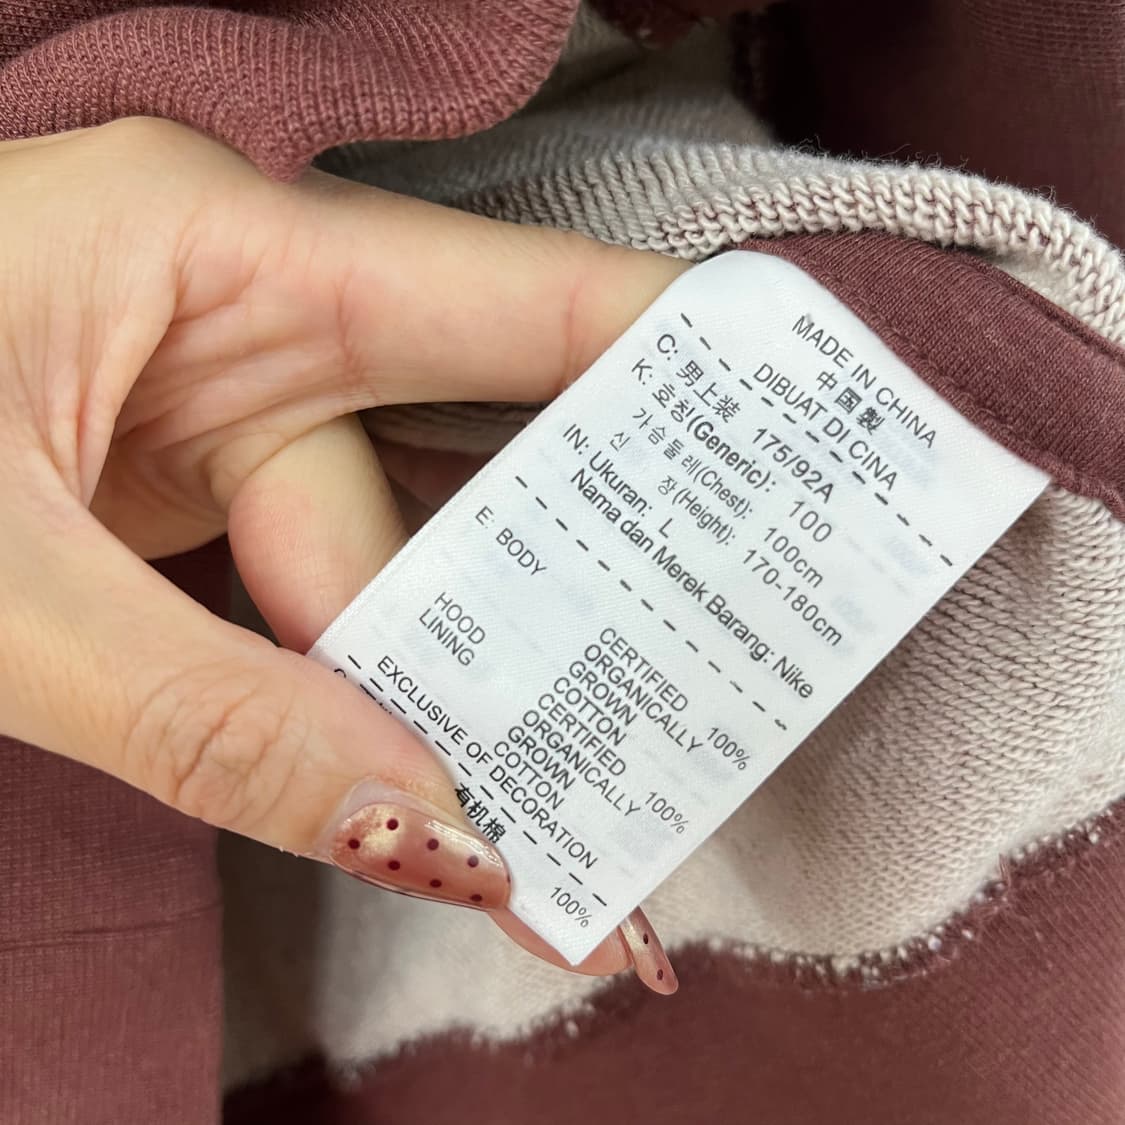 MADE IN CHINA
中国製
DIBUAT DI CINA
C: 男上装 175/92A
K: 호칭(Generic): 100
가슴둘레(Chest): 100cm
신 장(Height): 170-180cm
IN: Ukuran: L
Nama dan Merek Barang: Nike
E: BODY
CERTIFIED
ORGANICALLY
GROWN
COTTON 100%
HOOD
LINING
CERTIFIED
ORGANICALLY
GROWN
COTTON 100%
EXCLUSIVE OF DECORATION
有机棉 100%